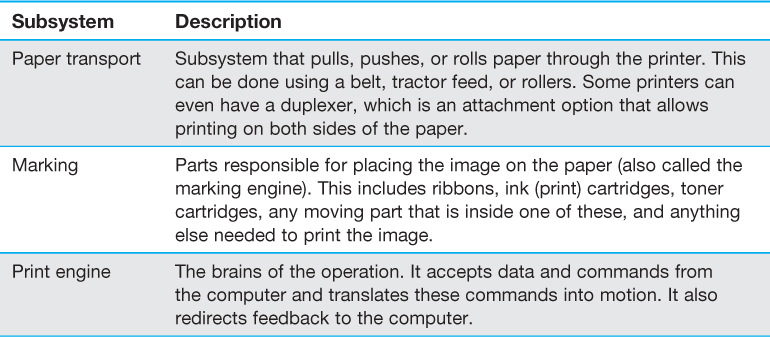 Subsystem Description
Paper transport Subsystem that pulls, pushes, or rolls paper through the printer. This
can be done using a belt, tractor feed, or rollers. Some printers can
even have a duplexer, which is an attachment option that allows
printing on both sides of the paper.
Marking Parts responsible for placing the image on the paper (also called the
marking engine). This includes ribbons, ink (print) cartridges, toner
cartridges, any moving part that is inside one of these, and anything
else needed to print the image.
Print engine The brains of the operation. It accepts data and commands from
the computer and translates these commands into motion. It also
redirects feedback to the computer.